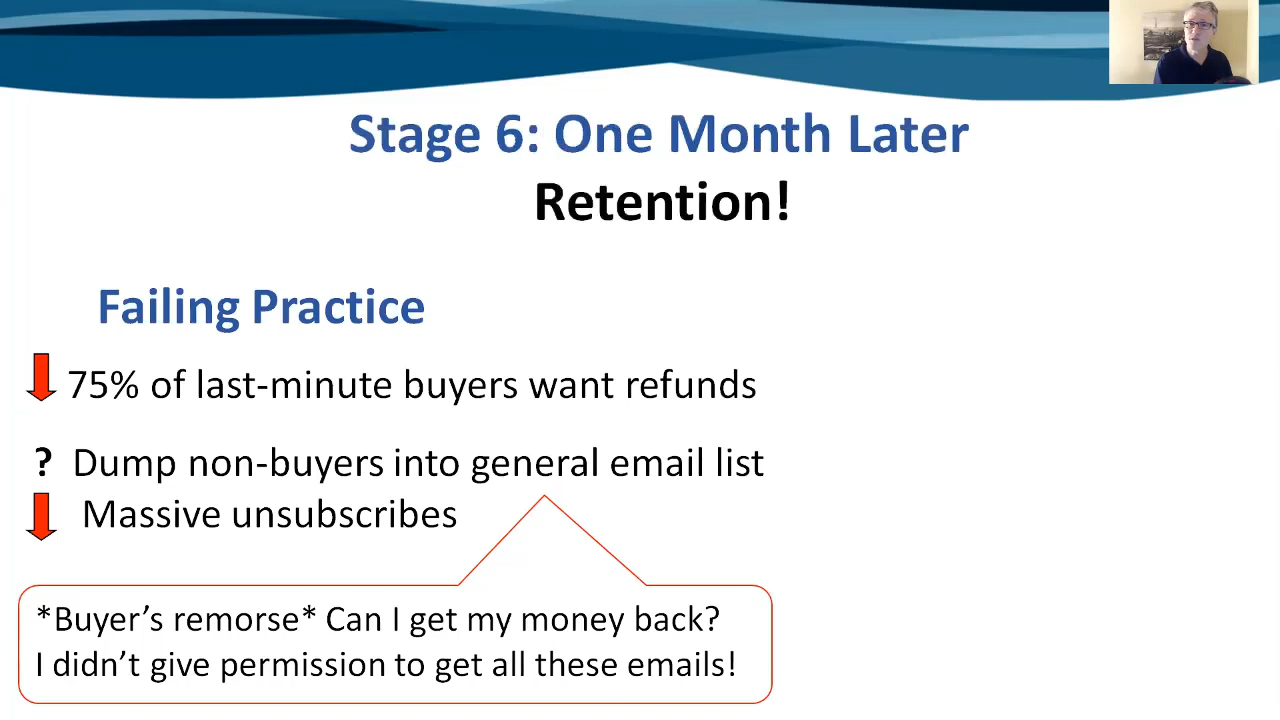 Stage 6: One Month Later
Retention!
Failing Practice
75% of last-minute buyers want refunds
? Dump non-buyers into general email list
Massive unsubscribes
*Buyer's remorse* Can I get my money back?
I didn't give permission to get all these emails!